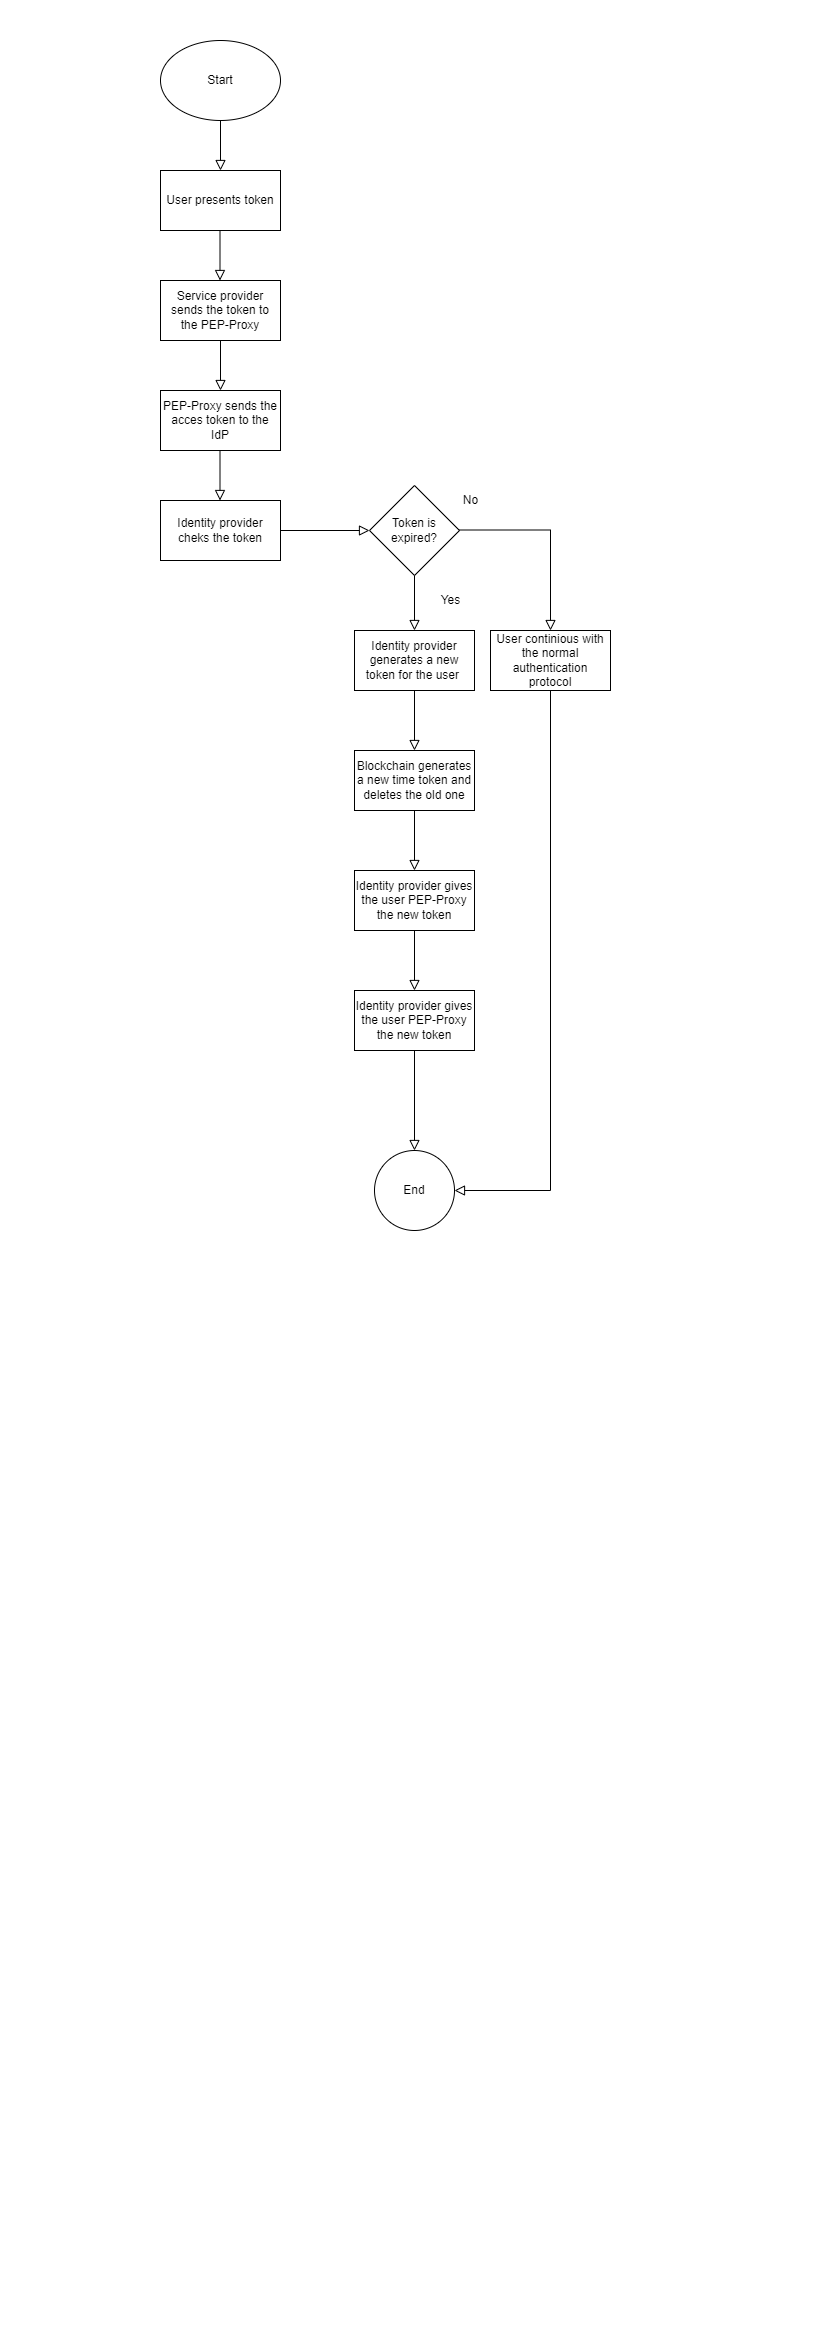 Start
User presents token
Service provider
sends the token to
the PEP-Proxy
PEP-Proxy sends the
acces token to the
IdP
Identity provider
cheks the token
Token is
expired?
No
Yes
Identity provider
generates a new
token for the user
User continious with
the normal
authentication
protocol
Blockchain generates
a new time token and
deletes the old one
Identity provider gives
the user PEP-Proxy
the new token
Identity provider gives
the user PEP-Proxy
the new token
End